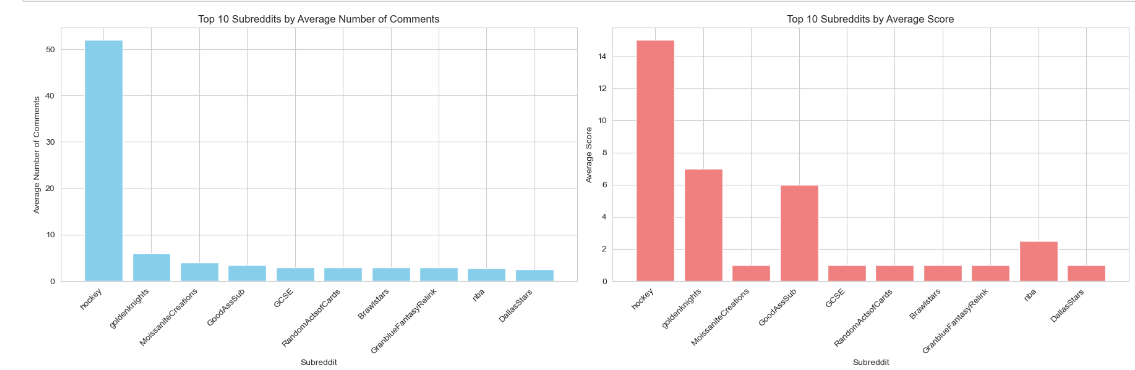 Top 10 Subreddits by Average Number of Comments
Average Number of Comments
50
40
30
20
10
0
hockey
goldenknights
MoissaniteCreations
GoodAssSub
GCSE
RandomActsofCards
Brawlstars
GranblueFantasyRelink
nba
DallasStars
Subreddit
Top 10 Subreddits by Average Score
Average Score
14
12
10
8
6
4
2
0
hockey
goldenknights
MoissaniteCreations
GoodAssSub
GCSE
RandomActsofCards
Brawlstars
GranblueFantasyRelink
nba
DallasStars
Subreddit